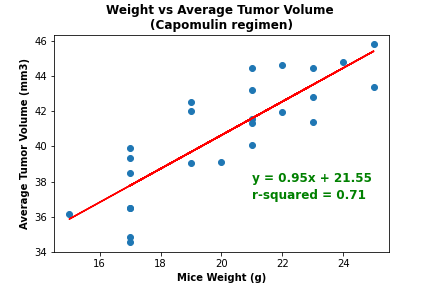 Weight vs Average Tumor Volume
(Capomulin regimen)
Average Tumor Volume (mm3)
46
44
42
40
38
36
34
y = 0.95x + 21.55
r-squared = 0.71
16
18
20
22
24
Mice Weight (g)